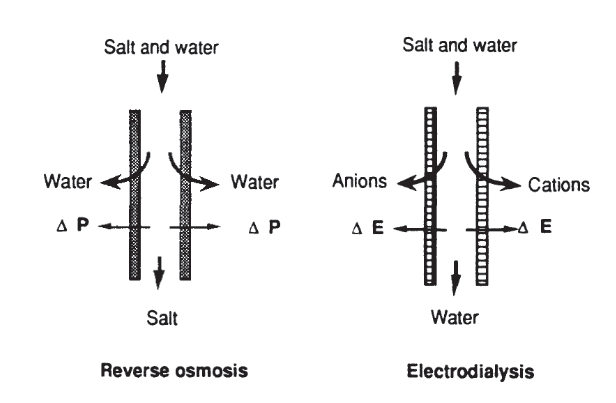 Salt and water
Water
Water
Δ P
Δ P
Salt
Reverse osmosis
Salt and water
Anions
Cations
Δ E
Δ E
Water
Electrodialysis